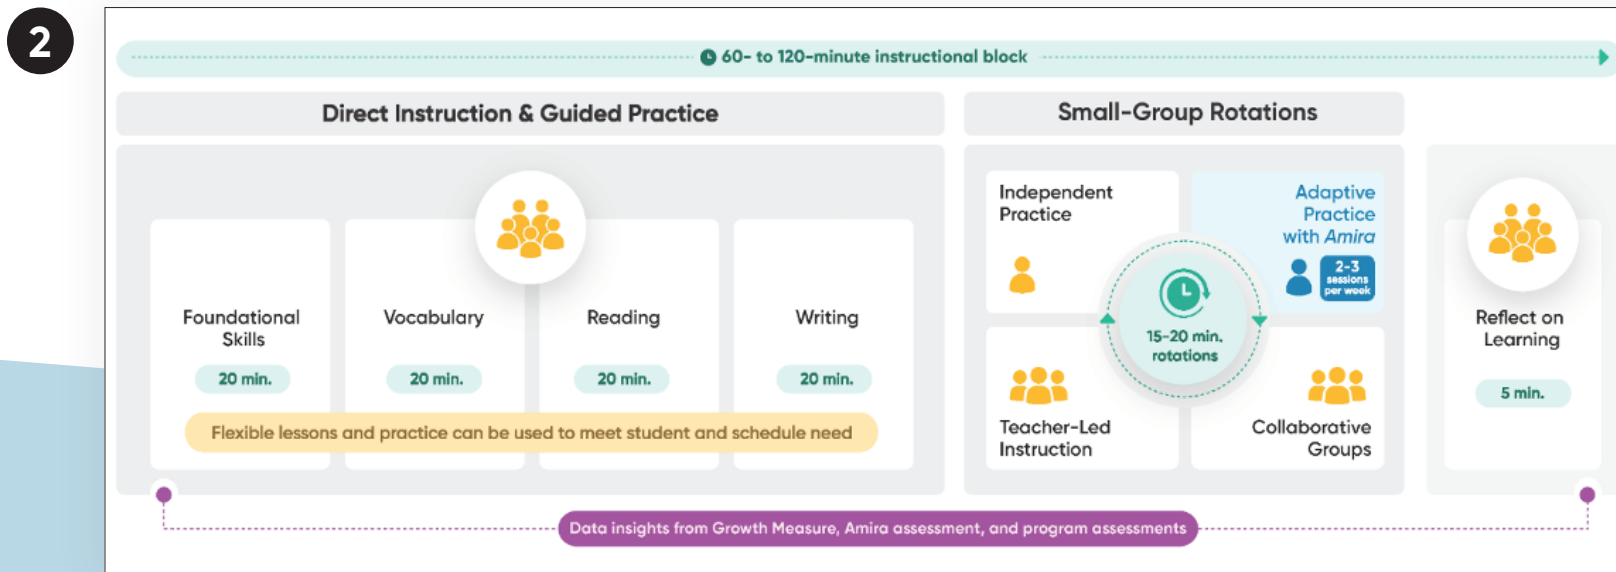 2
60- to 120-minute instructional block
Direct Instruction & Guided Practice
Foundational
Skills
20 min.
Vocabulary
20 min.
Reading
20 min.
Writing
20 min.
Flexible lessons and practice can be used to meet student and schedule need
Small-Group Rotations
Independent
Practice
Adaptive
Practice
with Amira
2-3
sessions
per week
15-20 min.
rotations
Teacher-Led
Instruction
Collaborative
Groups
Reflect on
Learning
5 min.
Data insights from Growth Measure, Amira assessment, and program assessments